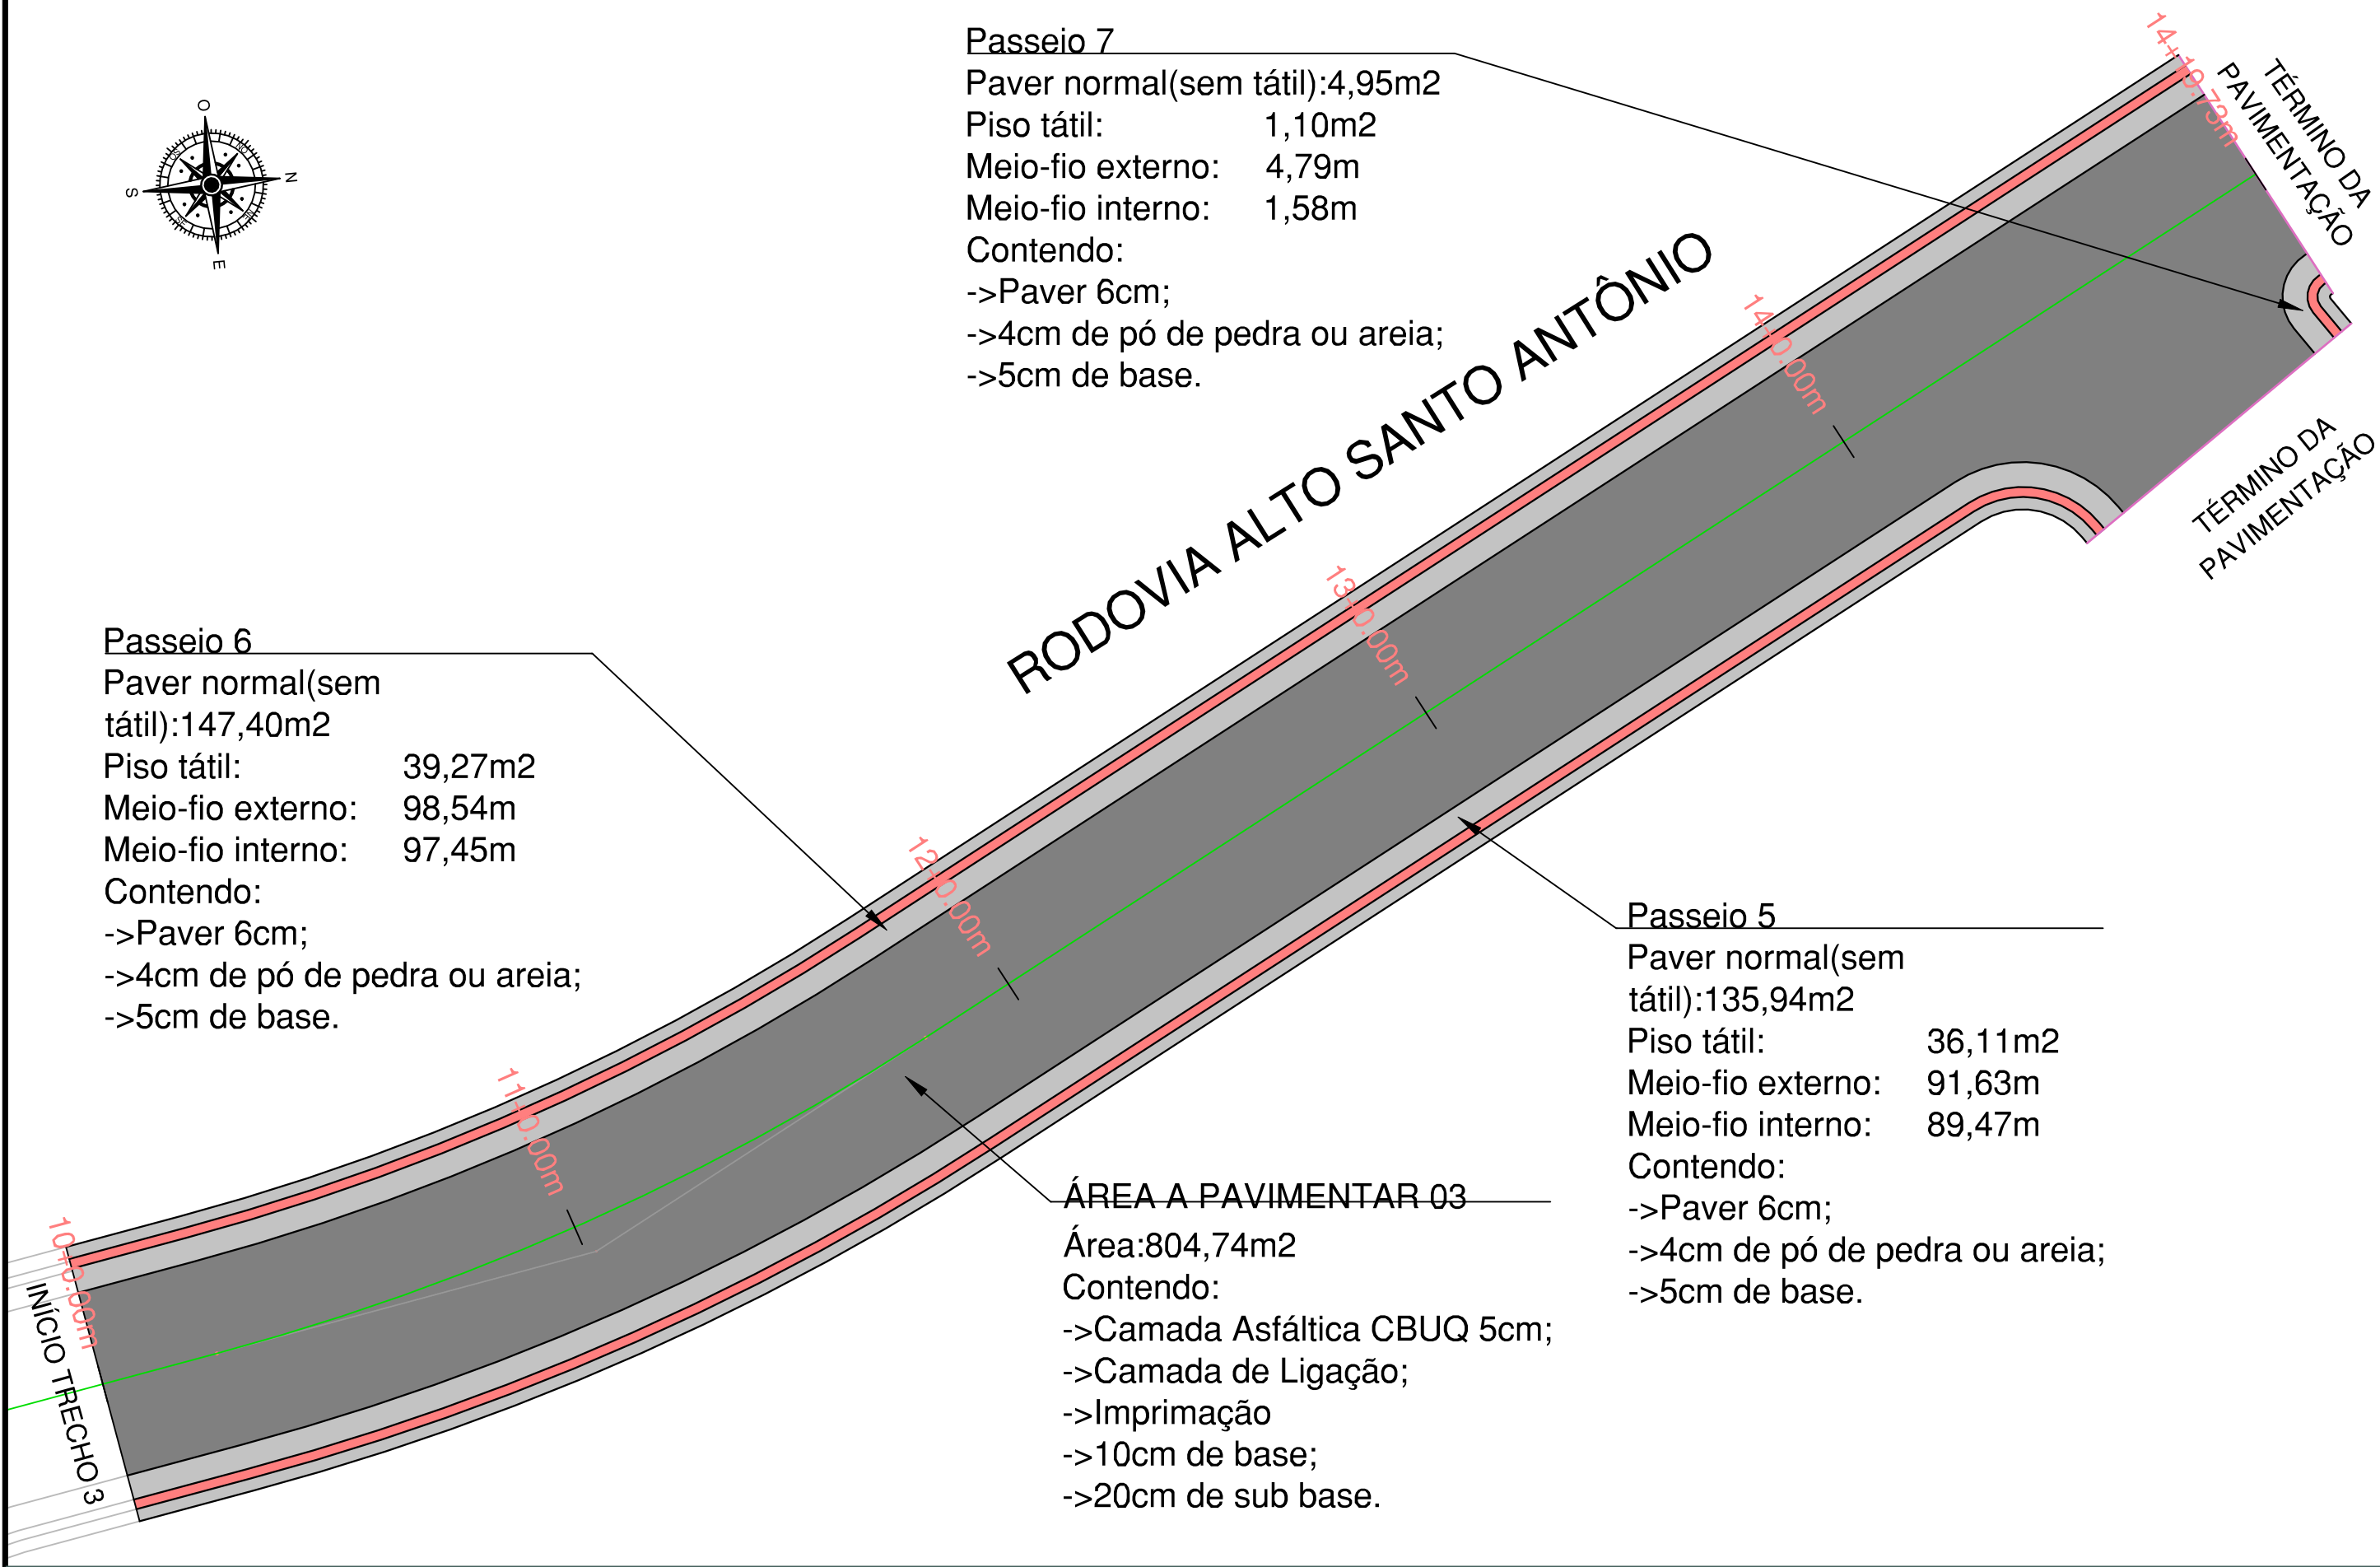 Passeio 7
Paver normal(sem tátil):4,95m2
Piso tátil: 1,10m2
Meio-fio externo: 4,79m
Meio-fio interno: 1,58m
Contendo:
->Paver 6cm;
->4cm de pó de pedra ou areia;
->5cm de base.
14+19.73m
TÉRMINO DA
PAVIMENTAÇÃO
O
N
S
E
NO
NE
SE
OS
RODOVIA ALTO SANTO ANTÔNIO
14+0.00m
TÉRMINO DA
PAVIMENTAÇÃO
13+0.00m
Passeio 6
Paver normal(sem
tátil):147,40m2
Piso tátil: 39,27m2
Meio-fio externo: 98,54m
Meio-fio interno: 97,45m
Contendo:
->Paver 6cm;
->4cm de pó de pedra ou areia;
->5cm de base.
12+0.00m
Passeio 5
Paver normal(sem
tátil):135,94m2
Piso tátil: 36,11m2
Meio-fio externo: 91,63m
Meio-fio interno: 89,47m
Contendo:
->Paver 6cm;
->4cm de pó de pedra ou areia;
->5cm de base.
11+0.00m
ÁREA A PAVIMENTAR 03
Área:804,74m2
Contendo:
->Camada Asfáltica CBUQ 5cm;
->Camada de Ligação;
->Imprimação
->10cm de base;
->20cm de sub base.
10+0.00m
INÍCIO TRECHO 3